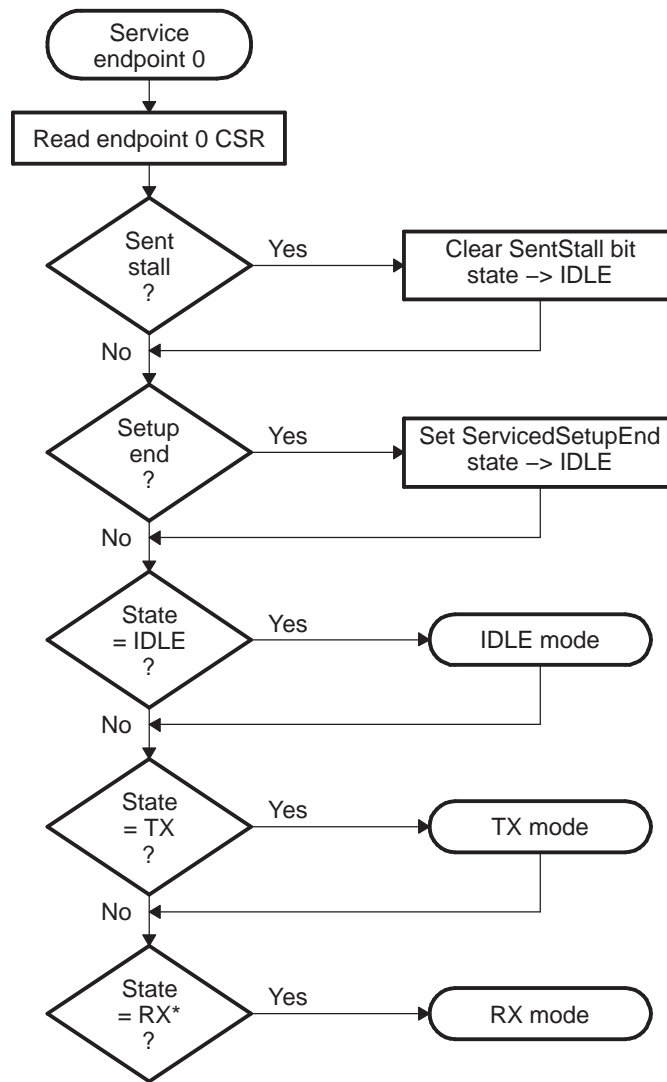 Service
endpoint 0
Read endpoint 0 CSR
Sent
stall
?
Yes
Clear SentStall bit
state –> IDLE
No
Setup
end
?
Yes
Set ServicedSetupEnd
state –> IDLE
No
State
= IDLE
?
Yes
IDLE mode
No
State
= TX
?
Yes
TX mode
No
State
= RX*
?
Yes
RX mode